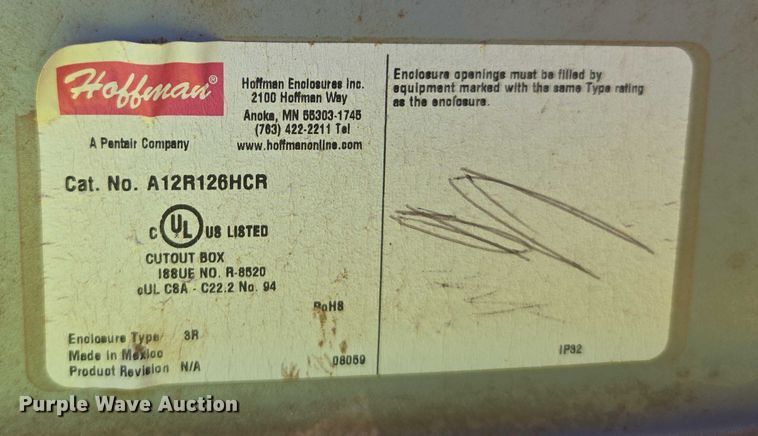 Hoffman®
A Pentair Company
Hoffman Enclosures Inc.
2100 Hoffman Way
Anoka, MN 55303-1745
(763) 422-2211 Tel
www.hoffmanonline.com
Cat. No. A12R126HCR
C UL US LISTED
CUTOUT BOX
ISSUE NO. R-8520
cUL CSA - C22.2 No. 94
RoHS
Enclosure Type 3R
Made in Mexico
Product Revision N/A
08059
Enclosure openings must be filled by
equipment marked with the same Type rating
as the enclosure.
IP32
Purple Wave Auction